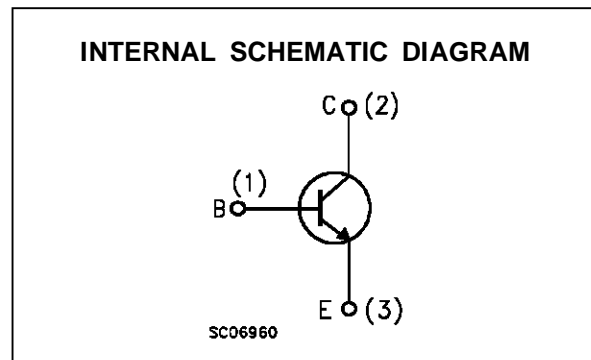 INTERNAL SCHEMATIC DIAGRAM
C (2)
(1)
B
E (3)
SC06960